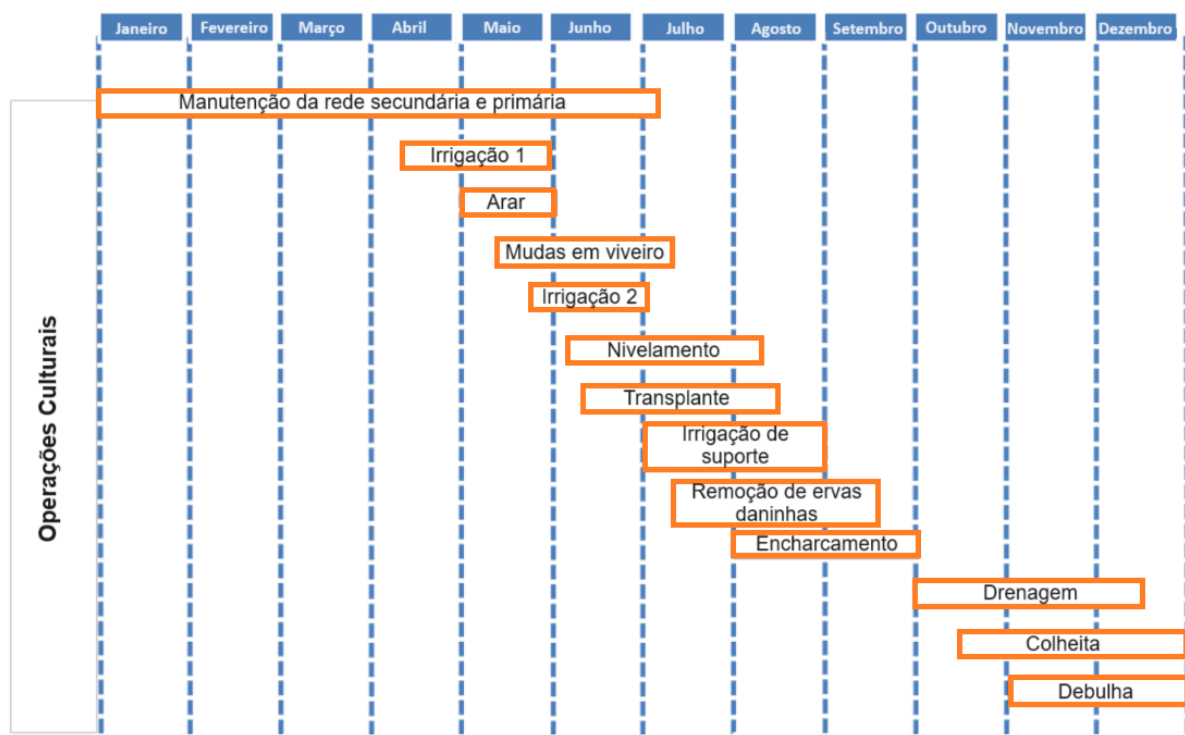 Janeiro Fevereiro Março Abril Maio Junho Julho Agosto Setembro Outubro Novembro Dezembro
Operações Culturais
Manutenção da rede secundária e primária
Irrigação 1
Arar
Mudas em viveiro
Irrigação 2
Nivelamento
Transplante
Irrigação de
suporte
Remoção de ervas
daninhas
Encharcamento
Drenagem
Colheita
Debulha